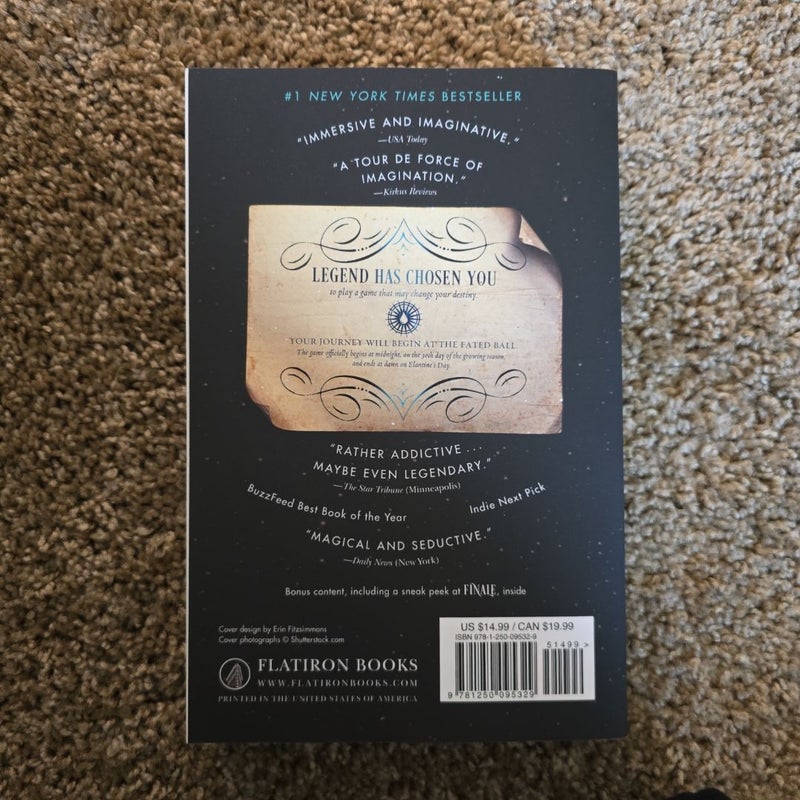 #1 NEW YORK TIMES BESTSELLER
"IMMERSIVE AND IMAGINATIVE."
—USA Today
"A TOUR DE FORCE OF
IMAGINATION."
—Kirkus Reviews
LEGEND HAS CHOSEN YOU
to play a game that may change your destiny.
YOUR JOURNEY WILL BEGIN AT THE FATED BALL
The game officially begins at midnight, on the 30th day of the growing season,
and ends at dawn on Elantine's Day.
"RATHER ADDICTIVE ...
MAYBE EVEN LEGENDARY."
—The Star Tribune (Minneapolis)
BuzzFeed Best Book of the Year
Indie Next Pick
"MAGICAL AND SEDUCTIVE."
—Daily News (New York)
Bonus content, including a sneak peek at FINALE, inside
Cover design by Erin Fitzsimmons
Cover photographs © Shutterstock.com
FLATIRON BOOKS
WWW.FLATIRONBOOKS.COM
PRINTED IN THE UNITED STATES OF AMERICA
US $14.99 / CAN $19.99
ISBN 978-1-250-09532-9
51499>
9 781250 095329